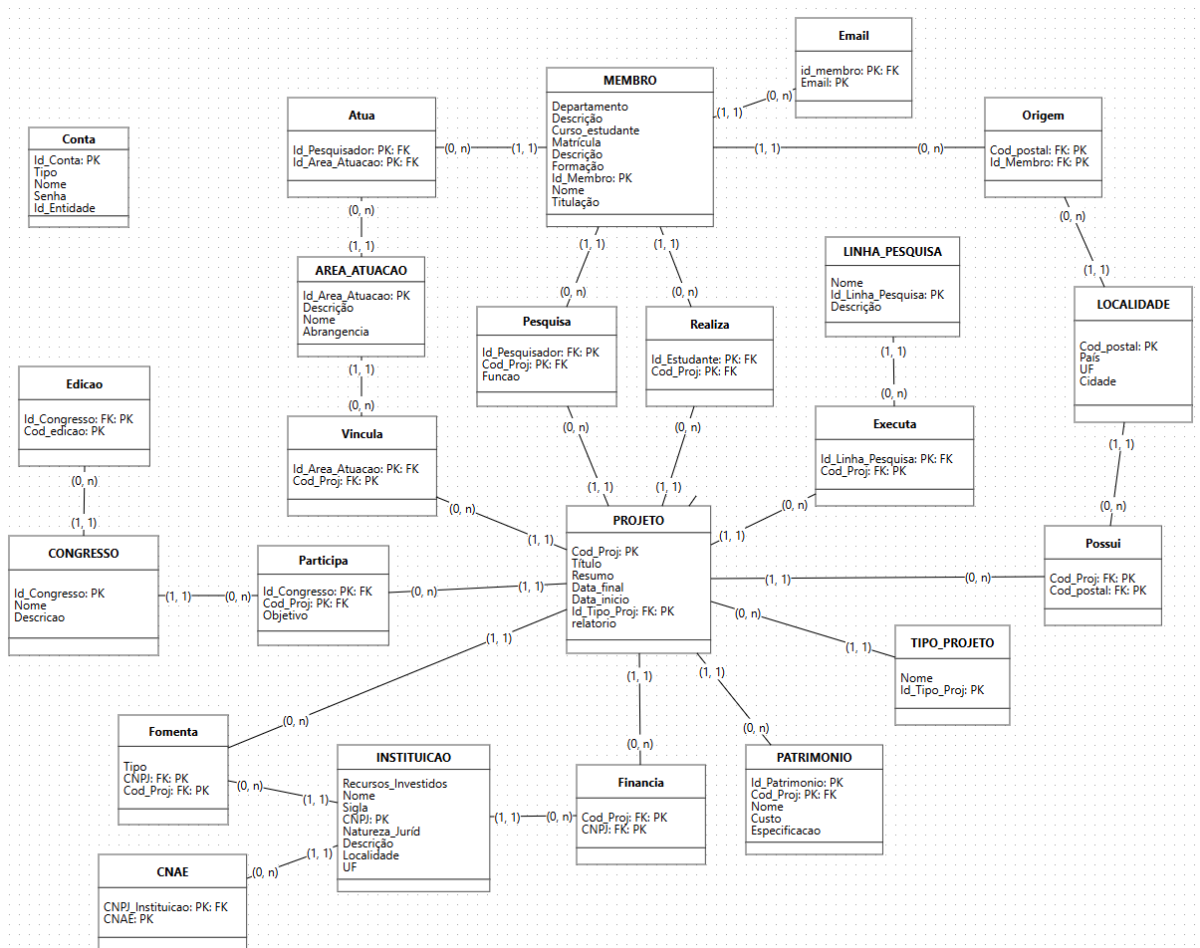 Email
id_membro: PK: FK
Email: PK
MEMBRO
Departamento
Descrição
Curso_estudante
Matrícula
Descrição
Formação
Id_Membro: PK
Nome
Titulação
(0, n)
(1, 1)
Atua
Id_Pesquisador: PK: FK
Id_Area_Atuacao: PK: FK
(0, n)
(1, 1)
Origem
Cod_postal: FK: PK
Id_Membro: FK: PK
(1, 1)
(0, n)
Conta
Id_Conta: PK
Tipo
Nome
Senha
Id_Entidade
(0, n)
(1, 1)
(0, n)
(1, 1)
(1, 1)
(1, 1)
(0, n)
(0, n)
AREA_ATUACAO
Id_Area_Atuacao: PK
Descrição
Nome
Abrangencia
LINHA_PESQUISA
Nome
Id_Linha_Pesquisa: PK
Descrição
LOCALIDADE
Cod_postal: PK
País
UF
Cidade
Pesquisa
Id_Pesquisador: FK: PK
Cod_Proj: PK: FK
Funcao
Realiza
Id_Estudante: PK: FK
Cod_Proj: PK: FK
(1, 1)
(0, n)
(1, 1)
(0, n)
Edicao
Id_Congresso: FK: PK
Cod_edicao: PK
Vincula
Id_Area_Atuacao: PK: FK
Cod_Proj: FK: PK
Executa
Id_Linha_Pesquisa: PK: FK
Cod_Proj: FK: PK
(0, n)
(0, n)
(1, 1)
(0, n)
(0, n)
(1, 1)
(1, 1)
(1, 1)
(0, n)
(1, 1)
(0, n)
(0, n)
(1, 1)
PROJETO
Cod_Proj: PK
Título
Resumo
Data_final
Data_inicio
Id_Tipo_Proj: FK: PK
relatorio
CONGRESSO
Id_Congresso: PK
Nome
Descricao
(1, 1)
(0, n)
Participa
Id_Congresso: PK: FK
Cod_Proj: PK: FK
Objetivo
(0, n)
(1, 1)
(1, 1)
(0, n)
Possui
Cod_Proj: FK: PK
Cod_postal: FK: PK
(0, n)
(1, 1)
TIPO_PROJETO
Nome
Id_Tipo_Proj: PK
(1, 1)
(0, n)
(1, 1)
(0, n)
(1, 1)
(0, n)
Fomenta
Tipo
CNPJ: FK: PK
Cod_Proj: FK: PK
(0, n)
(1, 1)
INSTITUICAO
Recursos_Investidos
Nome
Sigla
CNPJ: PK
Natureza_Juríd
Descrição
Localidade
UF
(1, 1)
(0, n)
Financia
Cod_Proj: FK: PK
CNPJ: FK: PK
PATRIMONIO
Id_Patrimonio: PK
Cod_Proj: PK: FK
Nome
Custo
Especificacao
(1, 1)
(0, n)
CNAE
CNPJ_Instituicao: PK: FK
CNAE: PK